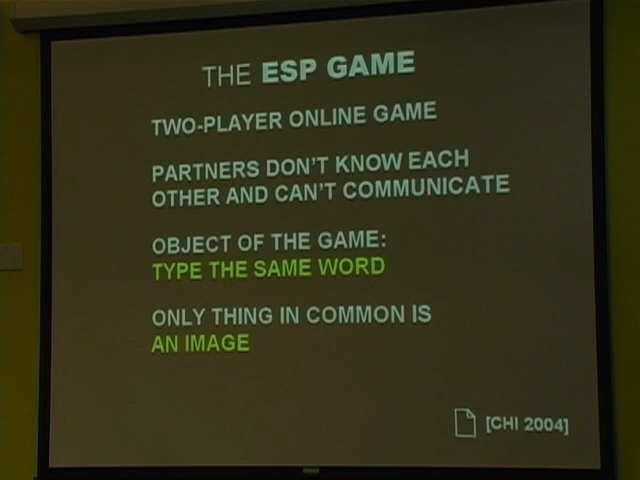 THE ESP GAME
TWO-PLAYER ONLINE GAME
PARTNERS DON'T KNOW EACH
OTHER AND CAN'T COMMUNICATE
OBJECT OF THE GAME:
TYPE THE SAME WORD
ONLY THING IN COMMON IS
AN IMAGE
[CHI 2004]